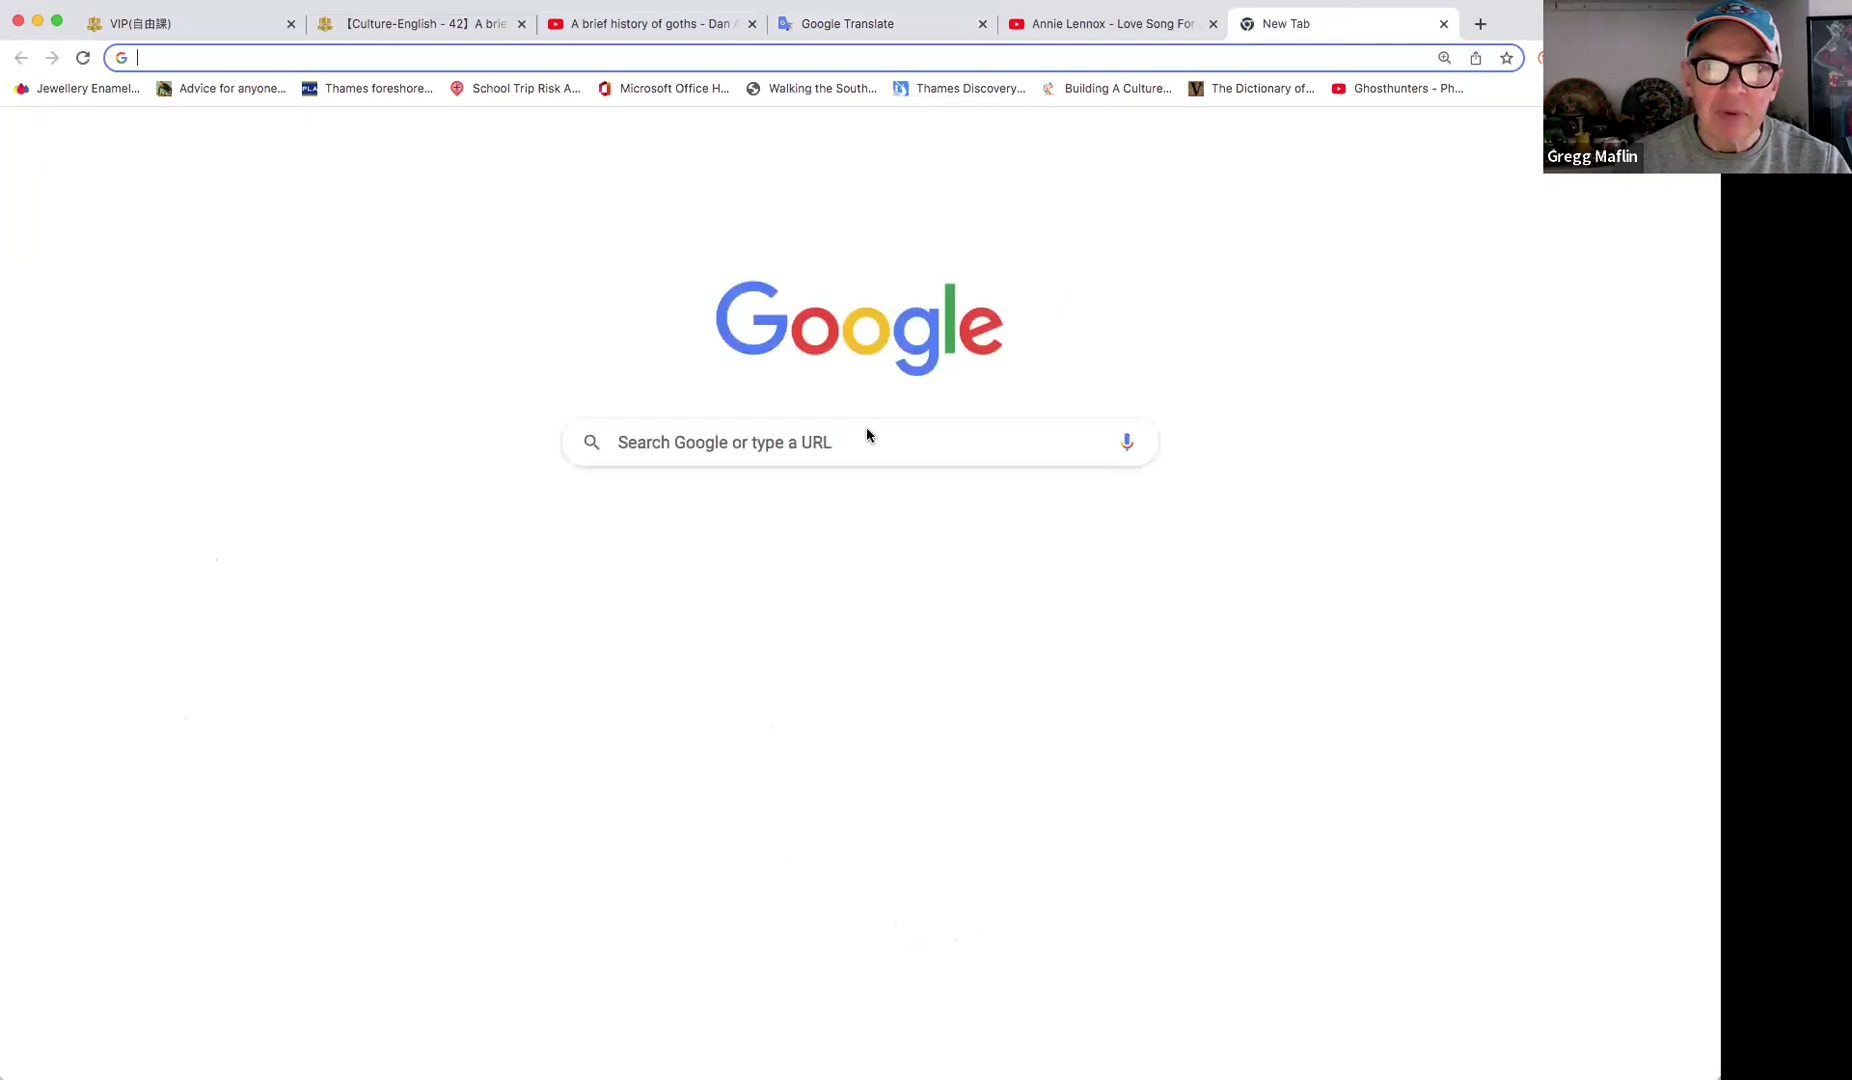 VIP(自由課)
【Culture-English - 42】A brie
A brief history of goths - Dan A
Google Translate
Annie Lennox - Love Song For
New Tab
Jewellery Enamel...
Advice for anyone...
PLA
Thames foreshore...
School Trip Risk A...
Microsoft Office H...
Walking the South...
Thames Discovery...
Building A Culture...
The Dictionary of...
Ghosthunters - Ph...
Gregg Maflin
Google
Search Google or type a URL